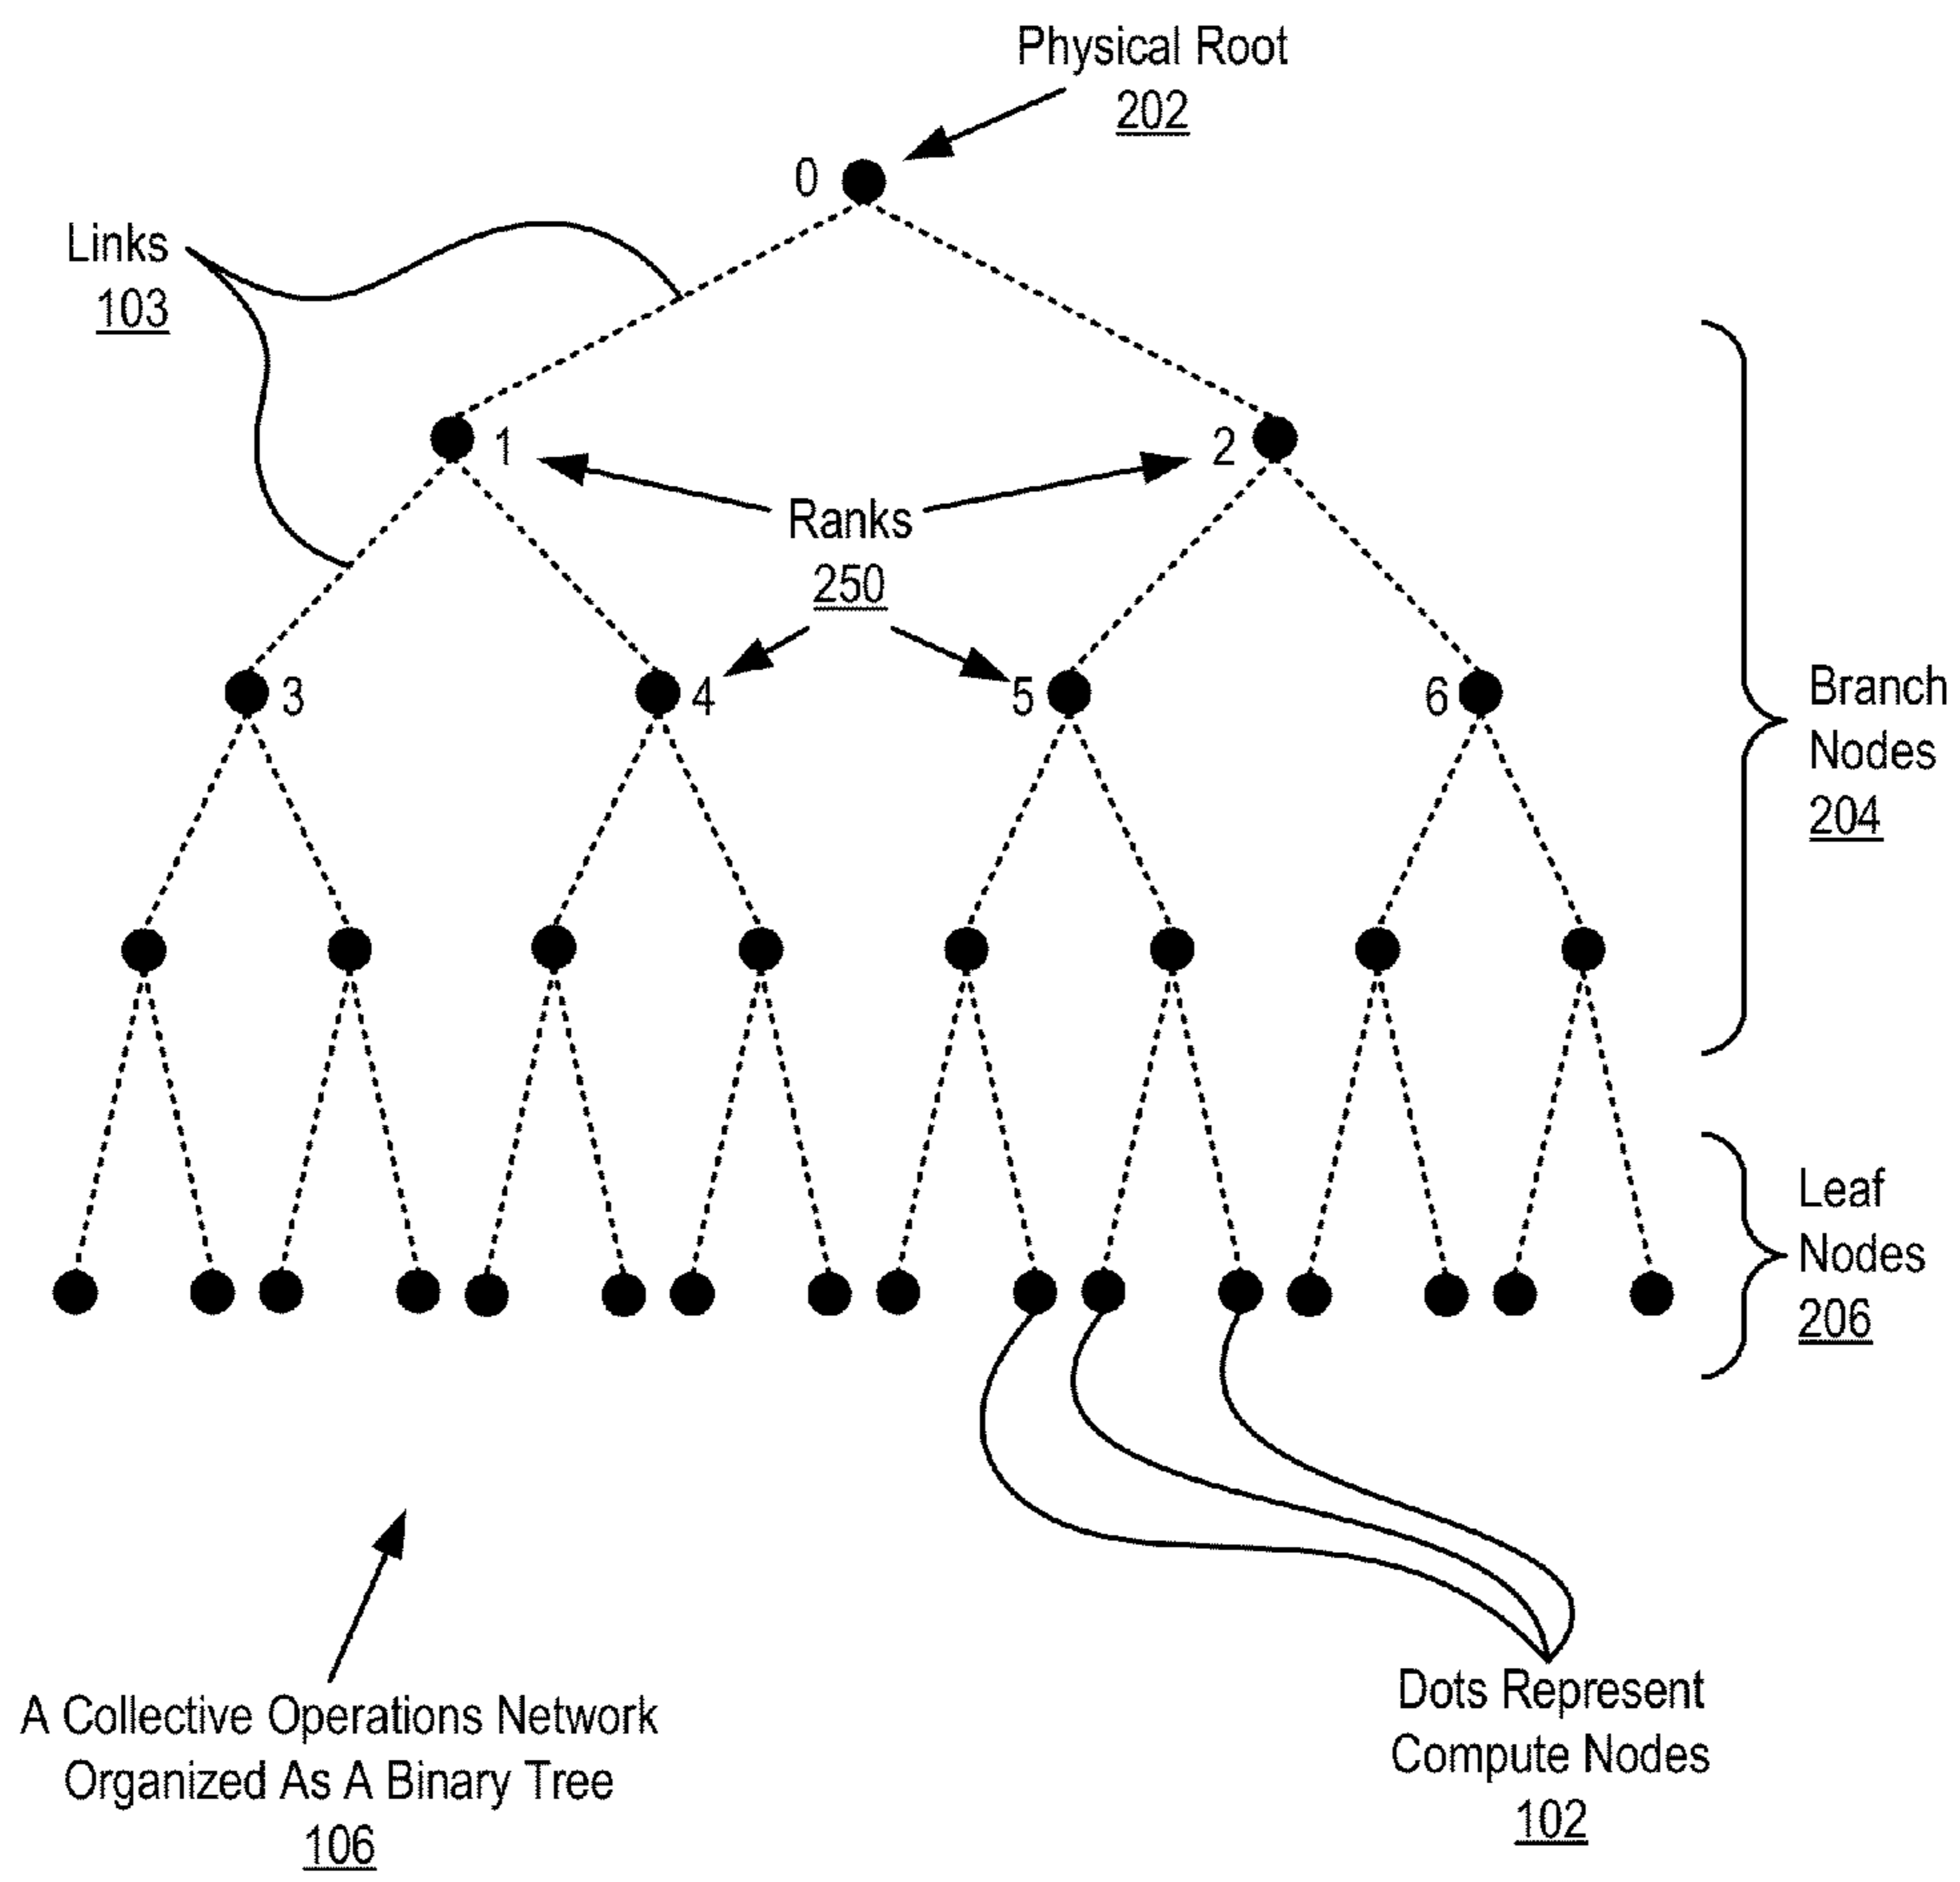 Physical Root
202
0
Links
103
1
2
Ranks
250
3
4
5
6
Branch
Nodes
204
Leaf
Nodes
206
A Collective Operations Network
Organized As A Binary Tree
106
Dots Represent
Compute Nodes
102